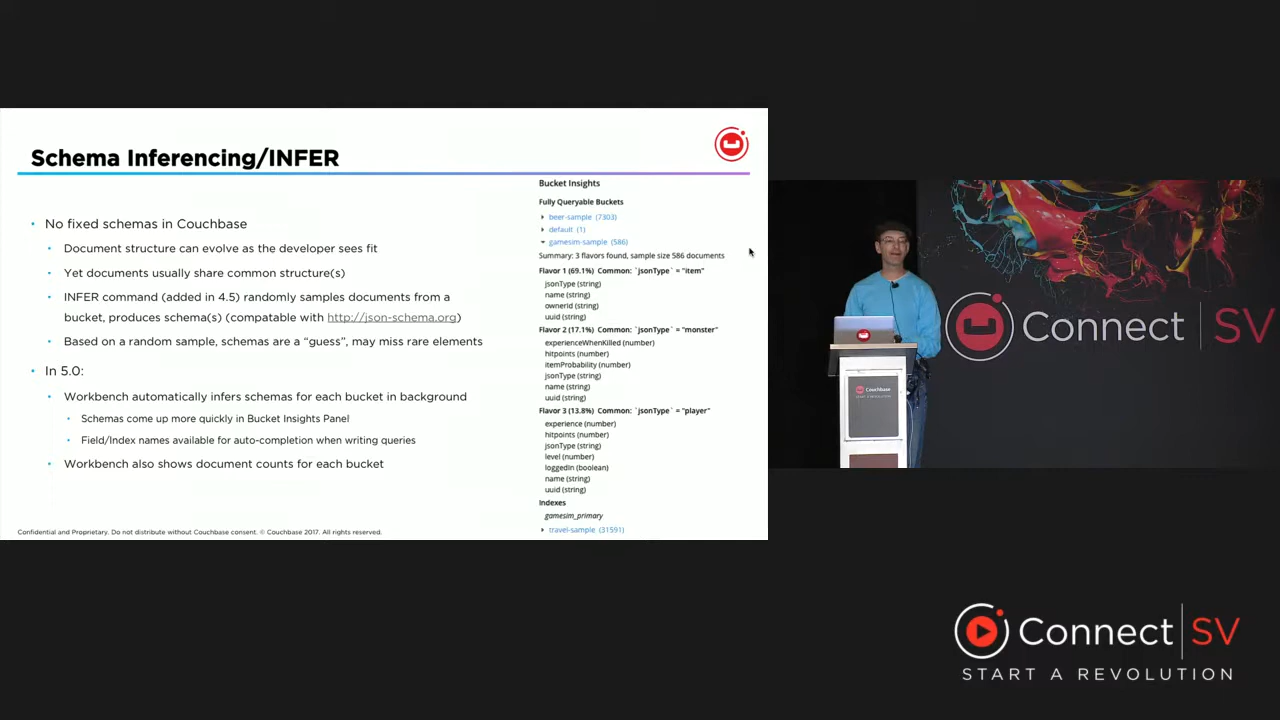 Schema Inferencing/INFER
• No fixed schemas in Couchbase
• Document structure can evolve as the developer sees fit
• Yet documents usually share common structure(s)
• INFER command (added in 4.5) randomly samples documents from a
bucket, produces schema(s) (compatable with http://json-schema.org)
• Based on a random sample, schemas are a “guess”, may miss rare elements
• In 5.0:
• Workbench automatically infers schemas for each bucket in background
• Schemas come up more quickly in Bucket Insights Panel
• Field/Index names available for auto-completion when writing queries
• Workbench also shows document counts for each bucket
Bucket Insights
Fully Queryable Buckets
beer-sample (7303)
default (1)
gamesim-sample (586)
Summary: 3 flavors found, sample size 586 documents
Flavor 1 (69.1%) Common: `jsonType` = "item"
jsonType (string)
name (string)
ownerId (string)
uuid (string)
Flavor 2 (17.1%) Common: `jsonType` = "monster"
experienceWhenKilled (number)
hitpoints (number)
itemProbability (number)
jsonType (string)
name (string)
uuid (string)
Flavor 3 (13.8%) Common: `jsonType` = "player"
experience (number)
hitpoints (number)
jsonType (string)
level (number)
loggedIn (boolean)
name (string)
uuid (string)
Indexes
gamesim_primary
travel-sample (31591)
Confidential and Proprietary. Do not distribute without Couchbase consent. © Couchbase 2017. All rights reserved.
Connect | SV
Couchbase
START A REVOLUTION
Connect | SV
START A REVOLUTION